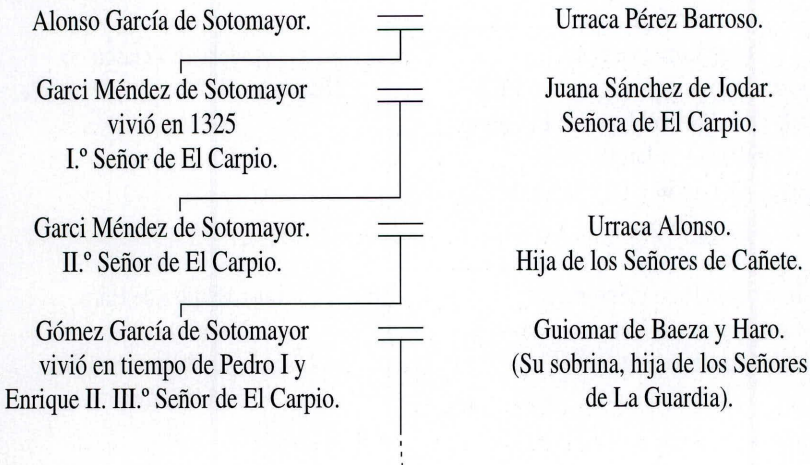 Alonso García de Sotomayor.
Urraca Pérez Barroso.
Garci Méndez de Sotomayor
vivió en 1325
I.º Señor de El Carpio.
Juana Sánchez de Jodar.
Señora de El Carpio.
Garci Méndez de Sotomayor.
II.º Señor de El Carpio.
Urraca Alonso.
Hija de los Señores de Cañete.
Gómez García de Sotomayor
vivió en tiempo de Pedro I y
Enrique II. III.º Señor de El Carpio.
Guiomar de Baeza y Haro.
(Su sobrina, hija de los Señores
de La Guardia).